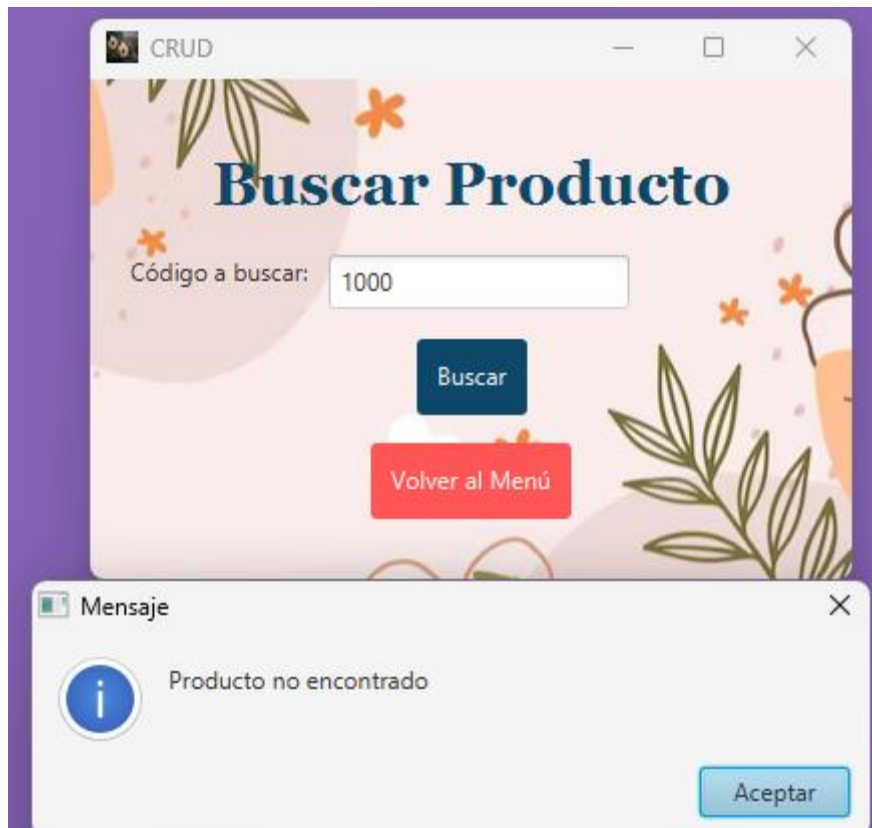 CRUD
Buscar Producto
Código a buscar: 1000
Buscar
Volver al Menú
Mensaje
Producto no encontrado
Aceptar